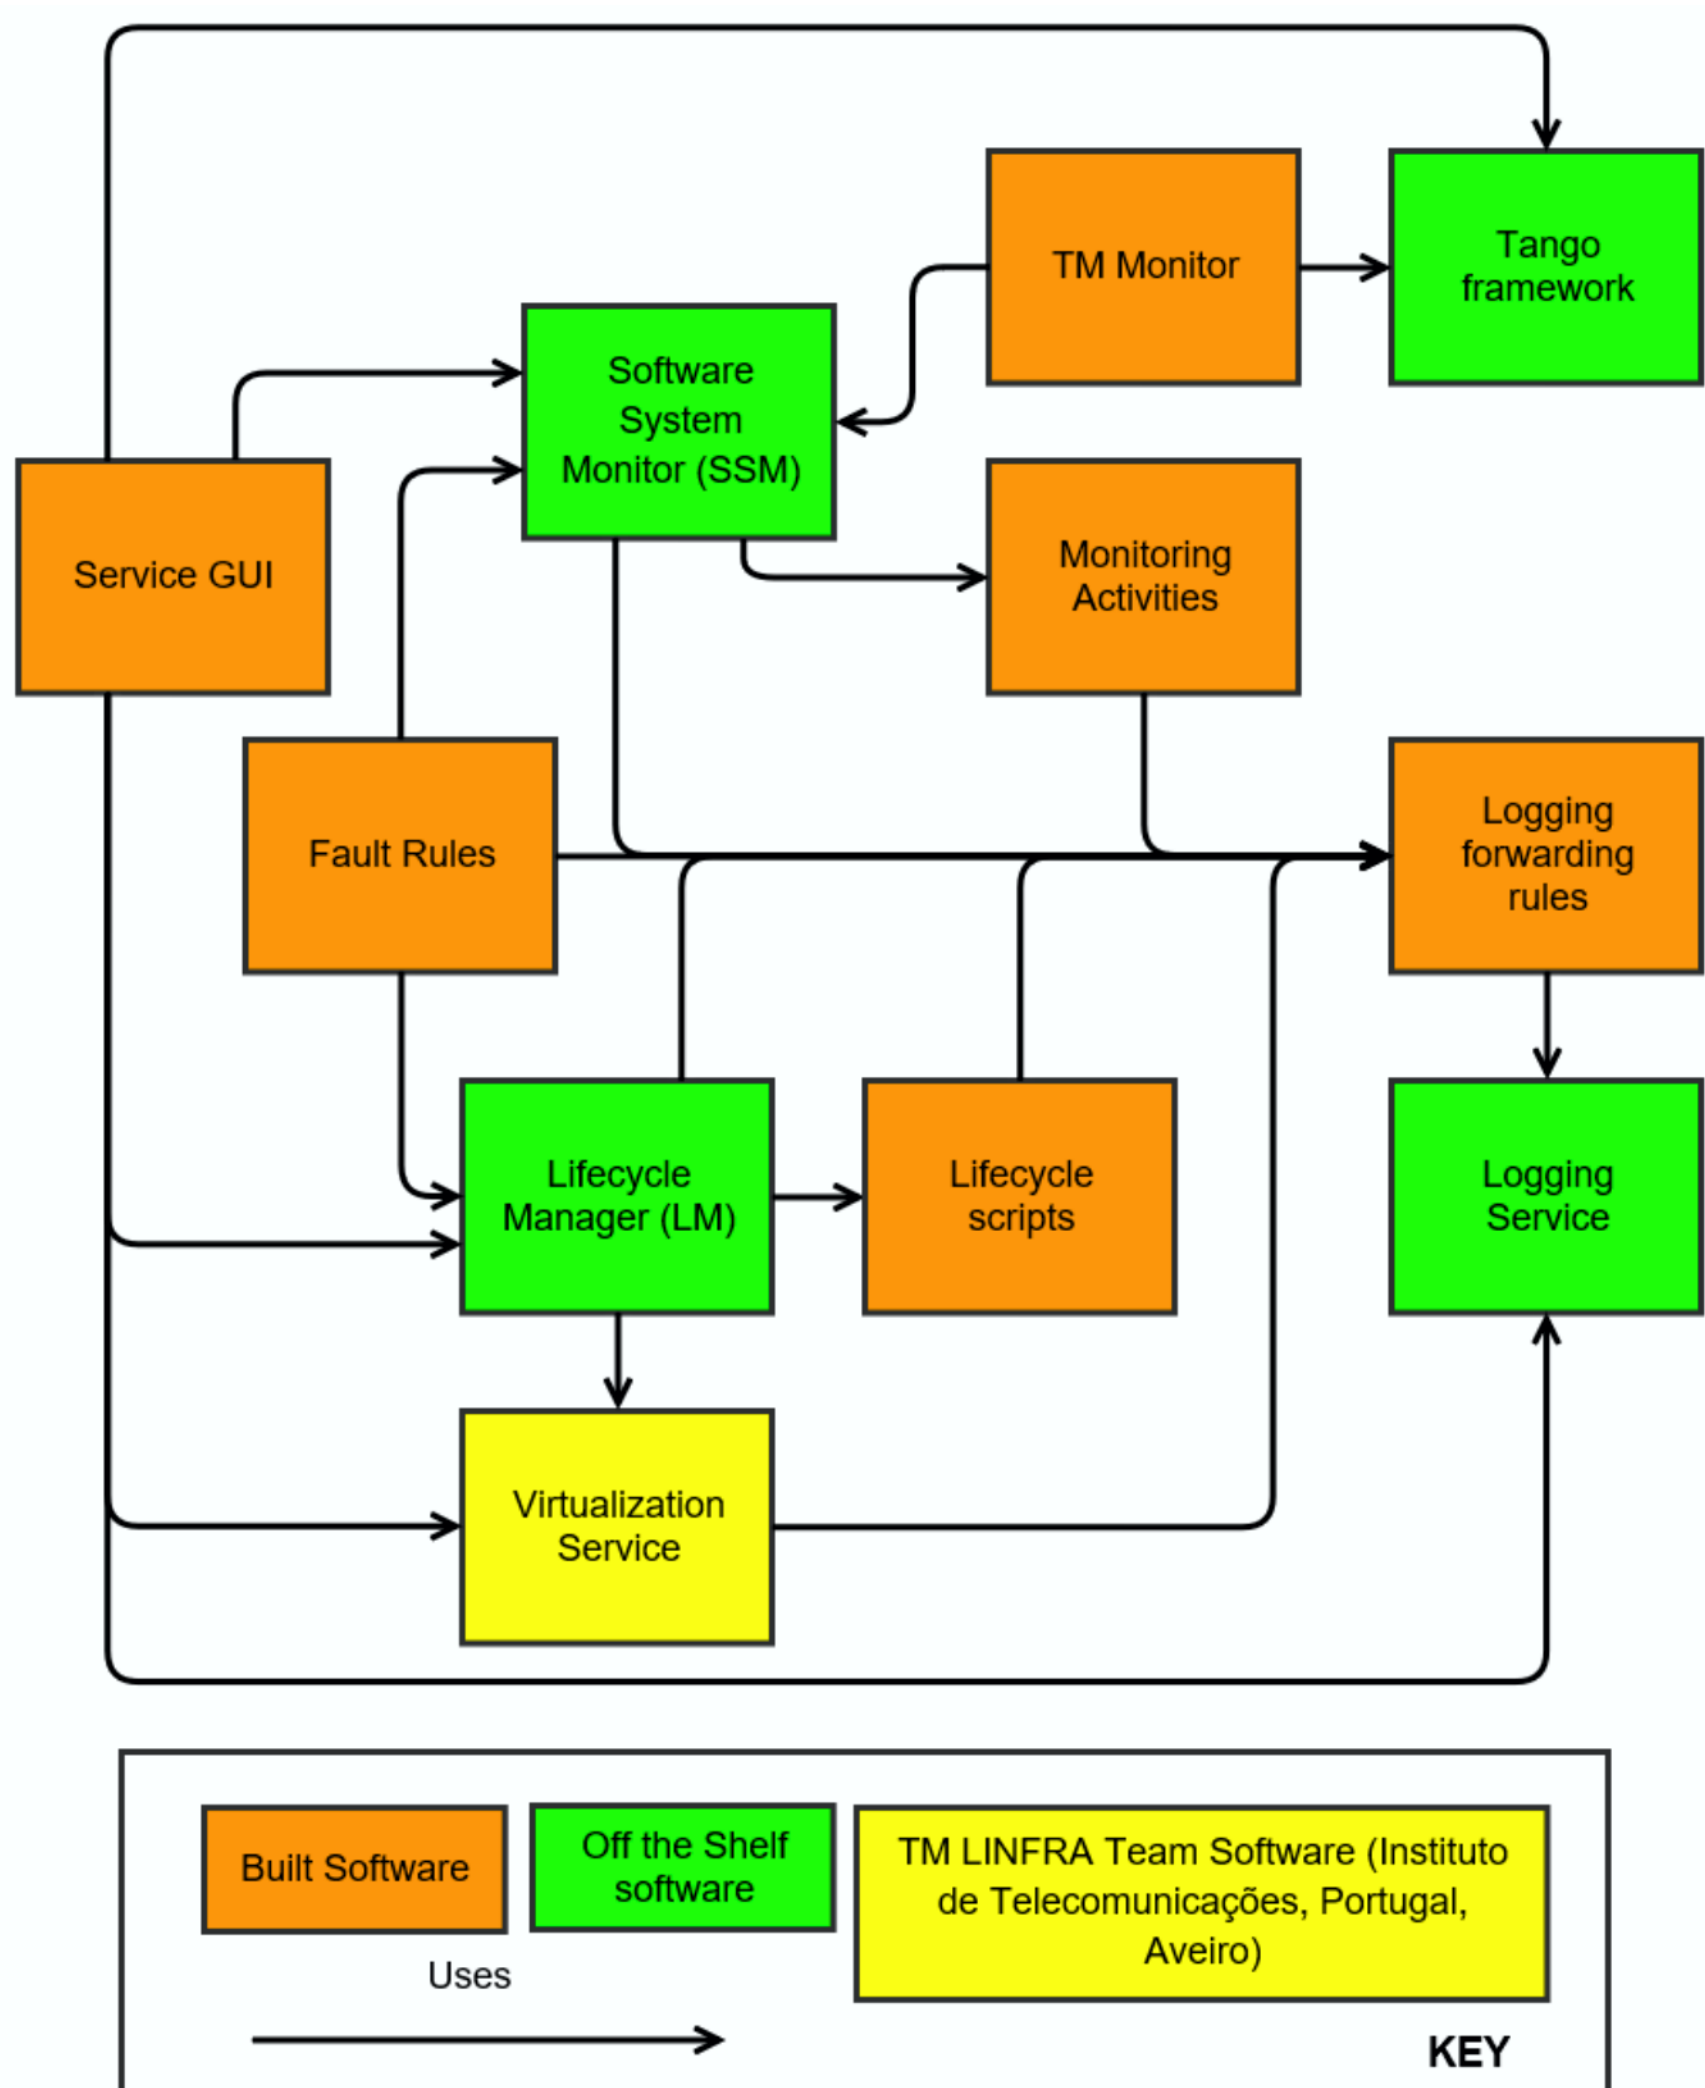 TM Monitor
Tango
framework
Software
System
Monitor (SSM)
Service GUI
Monitoring
Activities
Fault Rules
Logging
forwarding
rules
Lifecycle
Manager (LM)
Lifecycle
scripts
Logging
Service
Virtualization
Service
Built Software
Off the Shelf
software
TM LINFRA Team Software (Instituto
de Telecomunicações, Portugal,
Aveiro)
Uses
KEY